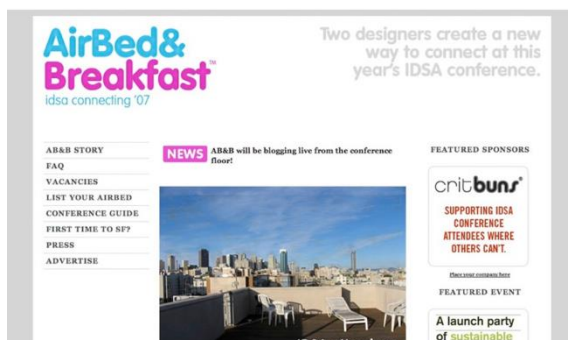 AirBed&
Breakfast™
idsa connecting '07
Two designers create a new
way to connect at this
year's IDSA conference.
AB&B STORY
FAQ
VACANCIES
LIST YOUR AIRBED
CONFERENCE GUIDE
FIRST TIME TO SF?
PRESS
ADVERTISE
NEWS AB&B will be blogging live from the conference
floor!
FEATURED SPONSORS
critbuns®
SUPPORTING IDSA
CONFERENCE
ATTENDEES WHERE
OTHERS CAN'T.
Place your company here
FEATURED EVENT
A launch party
of sustainable